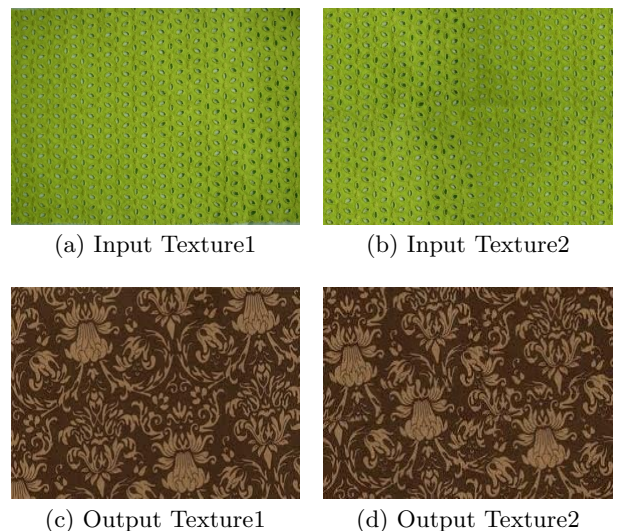 (a) Input Texture1
(b) Input Texture2
(c) Output Texture1
(d) Output Texture2